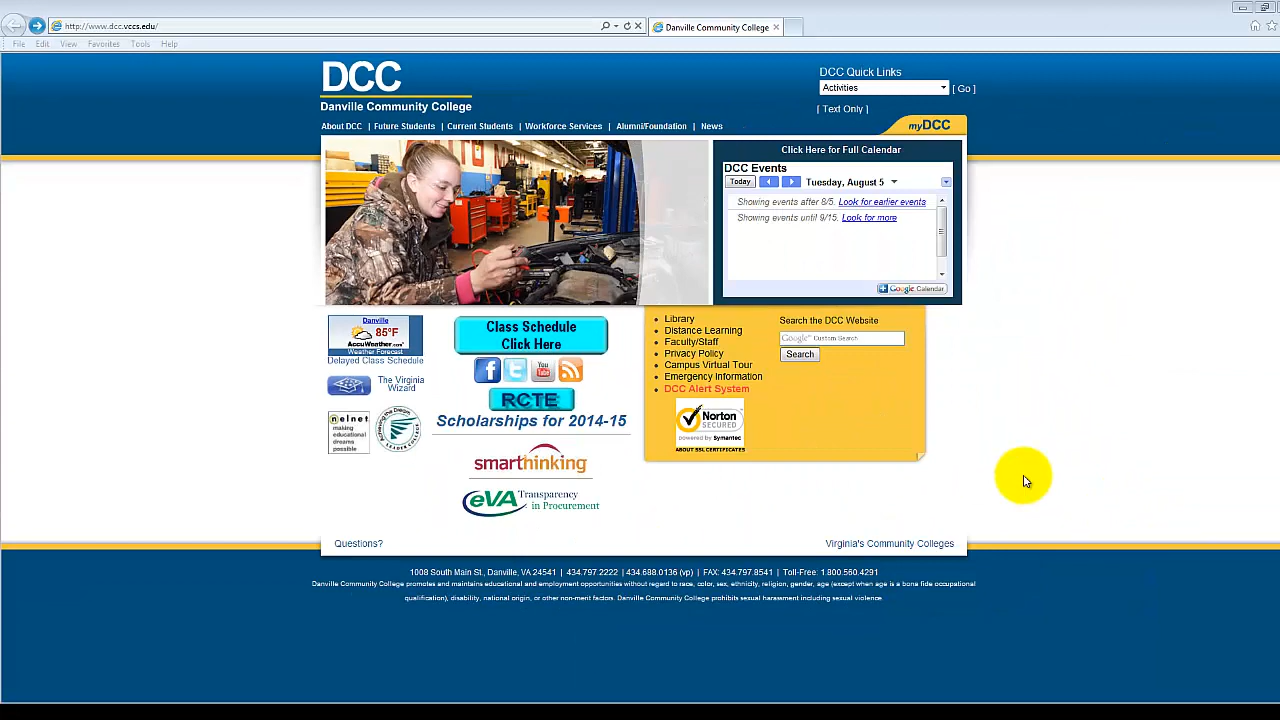 http://www.dcc.vccs.edu/
Danville Community College
File Edit View Favorites Tools Help
DCC
Danville Community College
DCC Quick Links
Activities
[ Go ]
[ Text Only ]
About DCC | Future Students | Current Students | Workforce Services | Alumni/Foundation | News
myDCC
Click Here for Full Calendar
DCC Events
Today
Tuesday, August 5
Showing events after 8/5. Look for earlier events
Showing events until 9/15. Look for more
Google Calendar
Danville
85°F
AccuWeather.com
Weather Forecast
Delayed Class Schedule
The Virginia
Wizard
nelnet
making
educational
dreams
possible
Class Schedule
Click Here
You
Tube
RCTE
Scholarships for 2014-15
smarthinking
eVA Transparency
in Procurement
Library
Distance Learning
Faculty/Staff
Privacy Policy
Campus Virtual Tour
Emergency Information
DCC Alert System
Norton
SECURED
powered by Symantec
ABOUT SSL CERTIFICATES
Search the DCC Website
Google Custom Search
Search
Questions?
Virginia's Community Colleges
1008 South Main St., Danville, VA 24541 | 434.797.2222 | 434.688.0136 (vp) | FAX: 434.797.8541 | Toll-Free: 1.800.560.4291
Danville Community College promotes and maintains educational and employment opportunities without regard to race, color, sex, ethnicity, religion, gender, age (except when age is a bona fide occupational
qualification), disability, national origin, or other non-merit factors. Danville Community College prohibits sexual harassment including sexual violence.